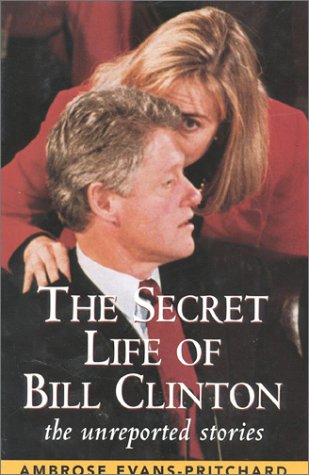 THE SECRET
LIFE OF
BILL CLINTON
the unreported stories
AMBROSE EVANS-PRITCHARD